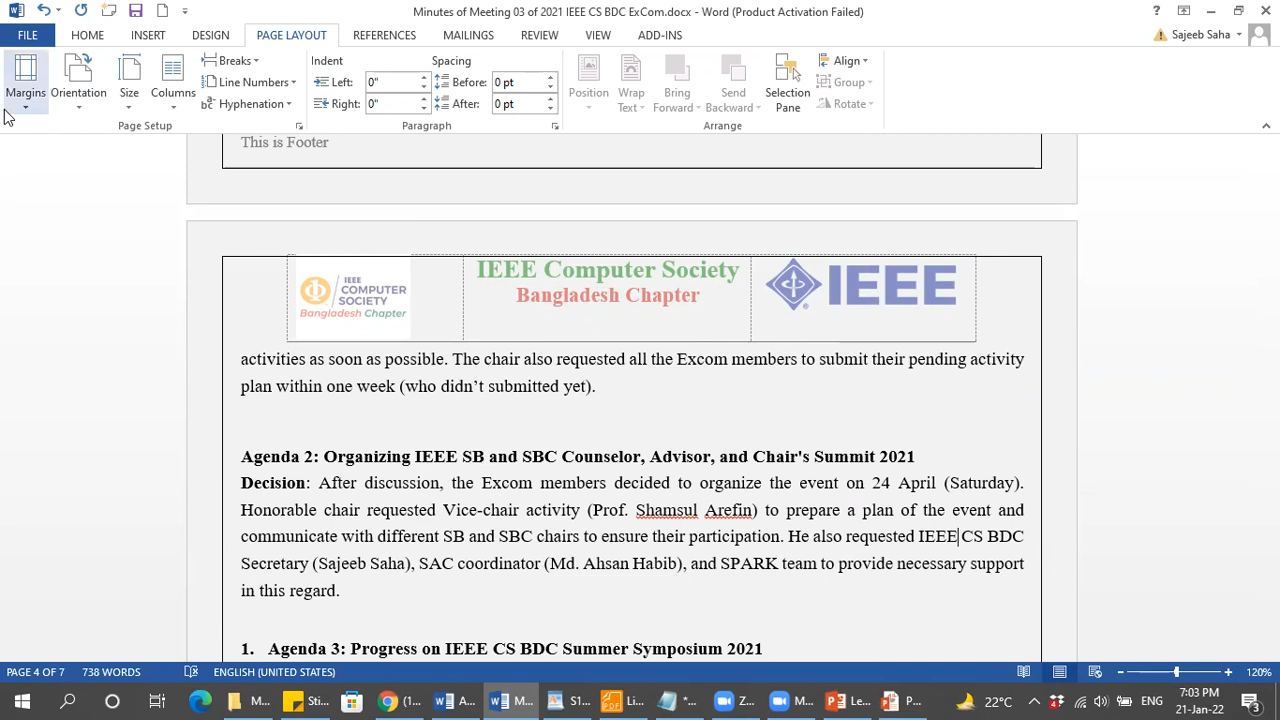 Minutes of Meeting 03 of 2021 IEEE CS BDC ExCom.docx - Word (Product Activation Failed)
FILE HOME INSERT DESIGN PAGE LAYOUT REFERENCES MAILINGS REVIEW VIEW ADD-INS Sajeeb Saha
Breaks Indent Spacing Align
Line Numbers Left: 0" Before: 0 pt Group
Margins Orientation Size Columns Position Wrap Text Bring Forward Send Backward Selection Pane
Hyphenation Right: 0" After: 0 pt Rotate
Page Setup Paragraph Arrange
This is Footer
IEEE COMPUTER SOCIETY Bangladesh Chapter
IEEE Computer Society
Bangladesh Chapter
IEEE
activities as soon as possible. The chair also requested all the Excom members to submit their pending activity
plan within one week (who didn’t submitted yet).
Agenda 2: Organizing IEEE SB and SBC Counselor, Advisor, and Chair's Summit 2021
Decision: After discussion, the Excom members decided to organize the event on 24 April (Saturday).
Honorable chair requested Vice-chair activity (Prof. Shamsul Arefin) to prepare a plan of the event and
communicate with different SB and SBC chairs to ensure their participation. He also requested IEEE CS BDC
Secretary (Sajeeb Saha), SAC coordinator (Md. Ahsan Habib), and SPARK team to provide necessary support
in this regard.
1. Agenda 3: Progress on IEEE CS BDC Summer Symposium 2021
PAGE 4 OF 7 738 WORDS ENGLISH (UNITED STATES) 120%
M... Sti... (1... A... M... S1... Li... *... Z... M... Le... P... 22°C ENG 7:03 PM
21-Jan-22 3